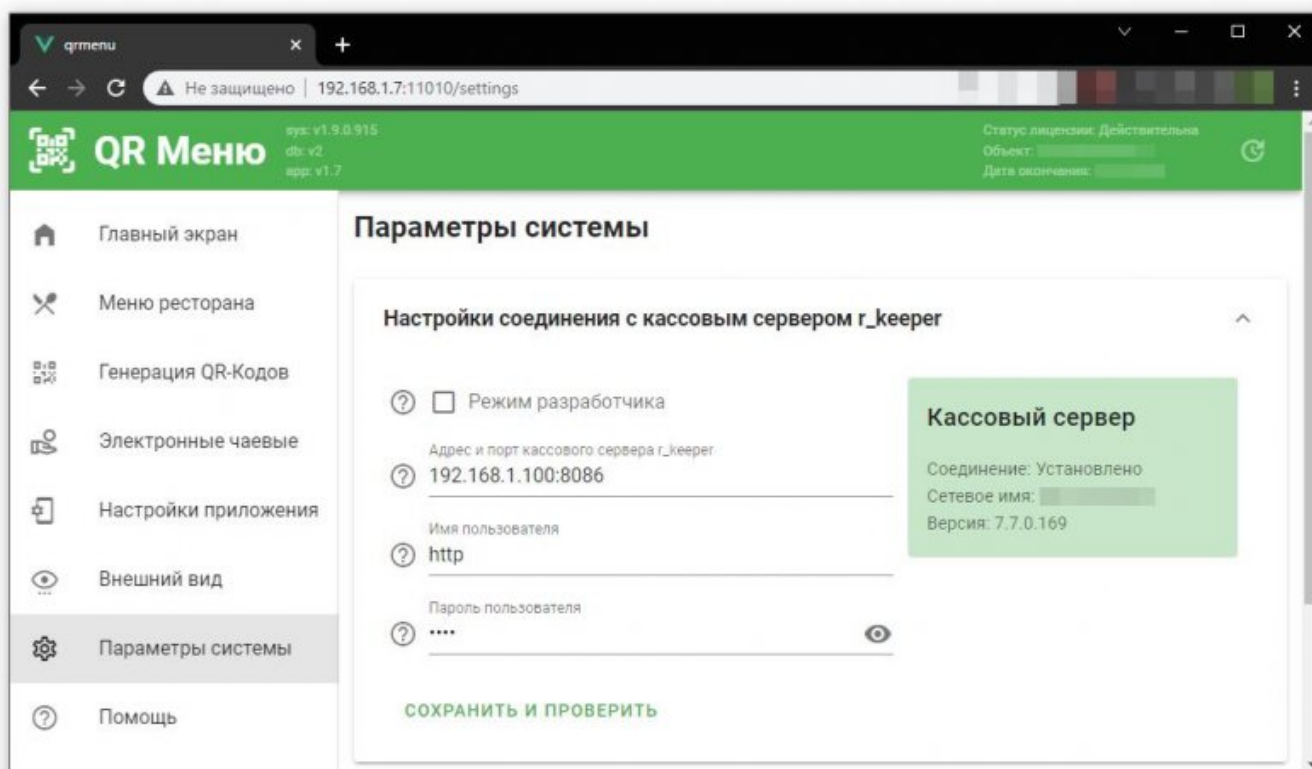 qrmenu
Не защищено | 192.168.1.7:11010/settings
QR Меню
sys: v1.9.0.915
db: v2
app: v1.7
Статус лицензии: Действительна
Объект:
Дата окончания:
Главный экран
Меню ресторана
Генерация QR-Кодов
Электронные чаевые
Настройки приложения
Внешний вид
Параметры системы
Помощь
Параметры системы
Настройки соединения с кассовым сервером r_keeper
Режим разработчика
Адрес и порт кассового сервера r_keeper
192.168.1.100:8086
Имя пользователя
http
Пароль пользователя
••••
СОХРАНИТЬ И ПРОВЕРИТЬ
Кассовый сервер
Соединение: Установлено
Сетевое имя:
Версия: 7.7.0.169